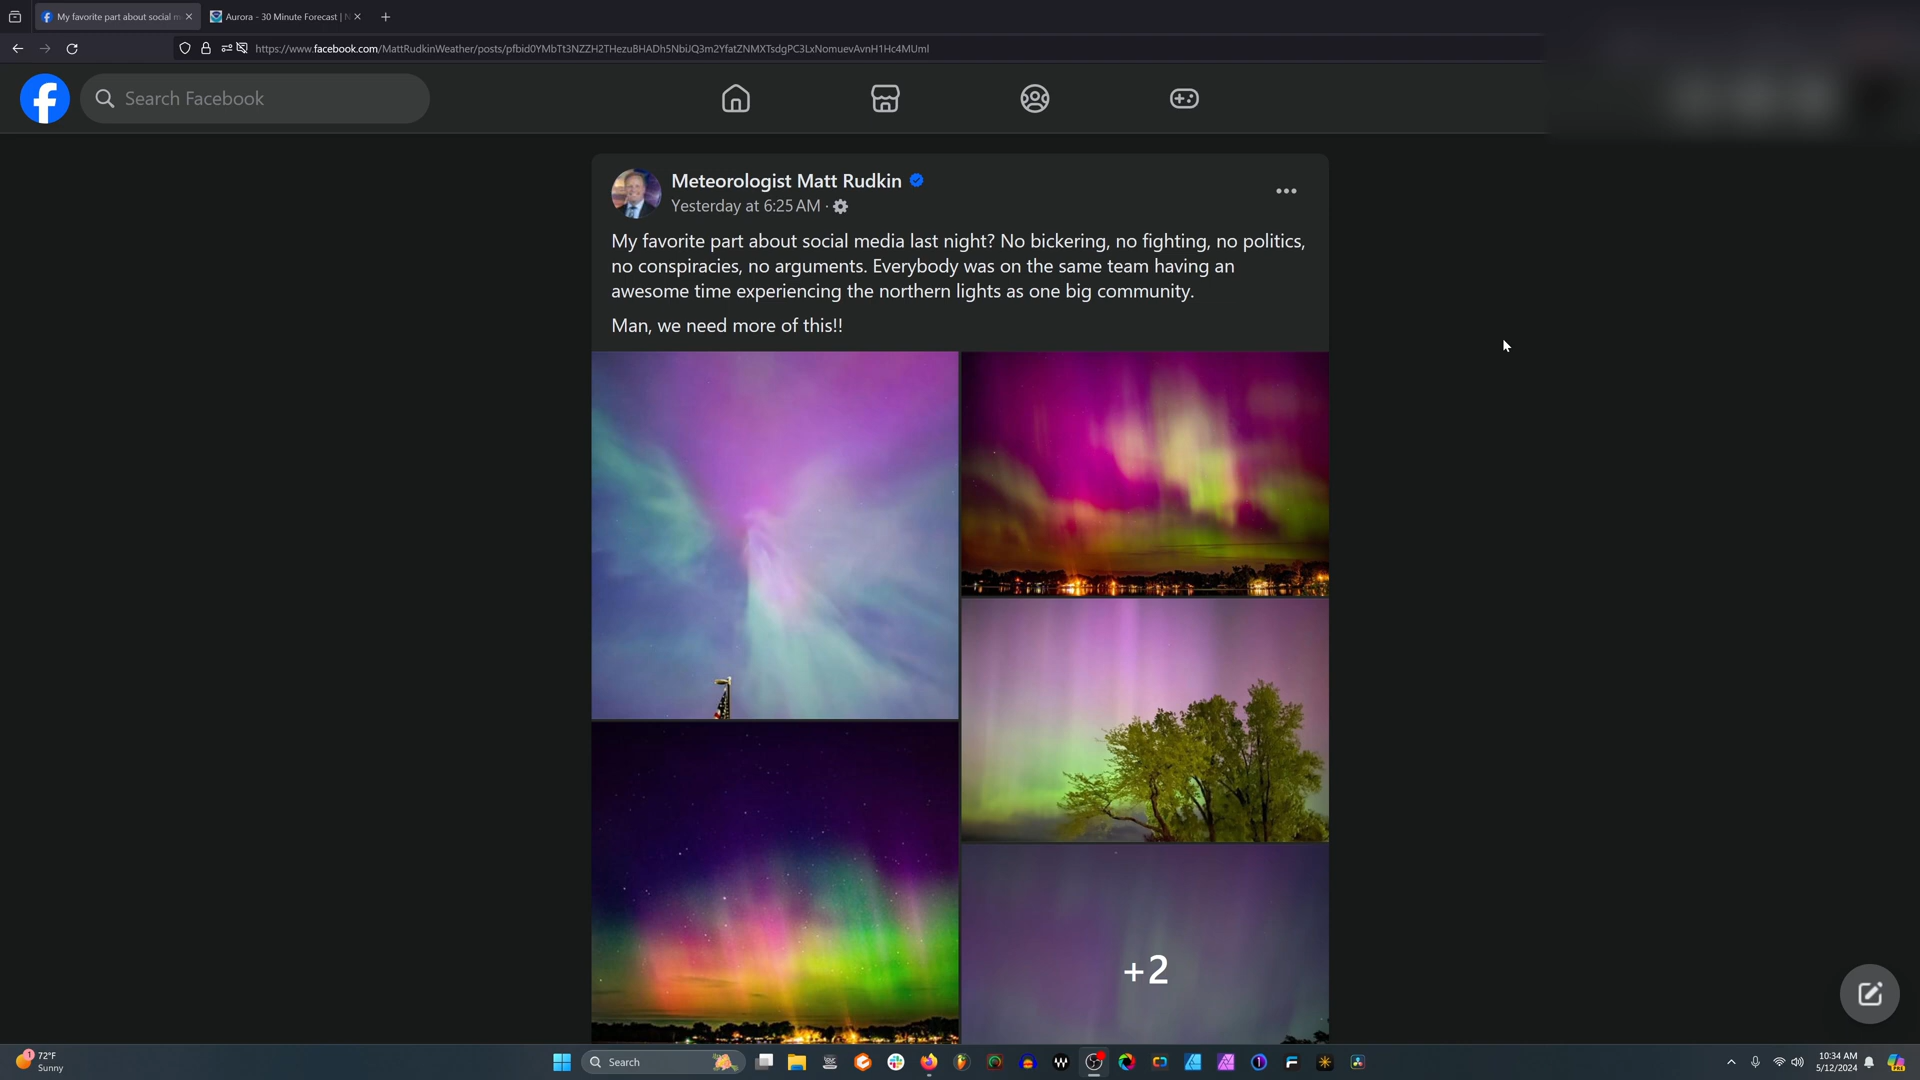 My favorite part about social m
Aurora - 30 Minute Forecast | N
https://www.facebook.com/MattRudkinWeather/posts/pfbid0YMbTt3NZZH2THezuBHADh5NbiJQ3m2YfatZNMXTsdgPC3LxNomuevAvnH1Hc4MUml
Search Facebook
Meteorologist Matt Rudkin
Yesterday at 6:25 AM ·
My favorite part about social media last night? No bickering, no fighting, no politics,
no conspiracies, no arguments. Everybody was on the same team having an
awesome time experiencing the northern lights as one big community.
Man, we need more of this!!
+2
1
72°F
Sunny
Search
10:34 AM
5/12/2024